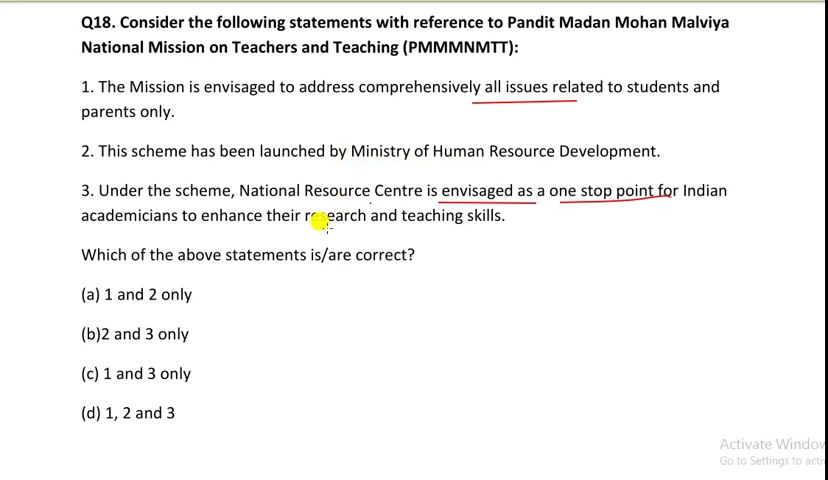 Q18. Consider the following statements with reference to Pandit Madan Mohan Malviya
National Mission on Teachers and Teaching (PMMMNMTT):
1. The Mission is envisaged to address comprehensively all issues related to students and
parents only.
2. This scheme has been launched by Ministry of Human Resource Development.
3. Under the scheme, National Resource Centre is envisaged as a one stop point for Indian
academicians to enhance their research and teaching skills.
Which of the above statements is/are correct?
(a) 1 and 2 only
(b)2 and 3 only
(c) 1 and 3 only
(d) 1, 2 and 3
Activate Window
Go to Settings to acti